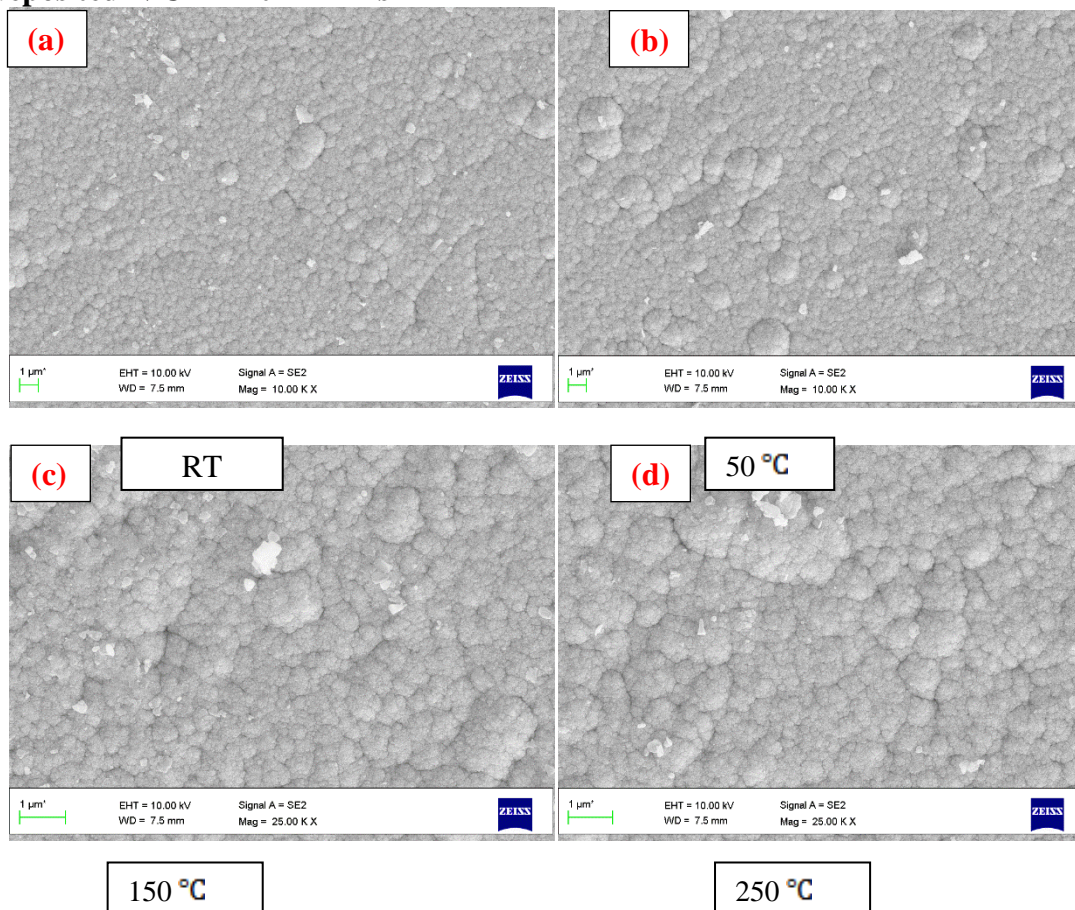 (a)
(b)
1 µm*
EHT = 10.00 kV
Signal A = SE2
WD = 7.5 mm
Mag = 10.00 K X
ZEISS
1 µm*
EHT = 10.00 kV
Signal A = SE2
WD = 7.5 mm
Mag = 10.00 K X
ZEISS
(c)
RT
(d)
50 °C
1 µm*
EHT = 10.00 kV
Signal A = SE2
WD = 7.5 mm
Mag = 25.00 K X
ZEISS
1 µm*
EHT = 10.00 kV
Signal A = SE2
WD = 7.5 mm
Mag = 25.00 K X
ZEISS
150 °C
250 °C